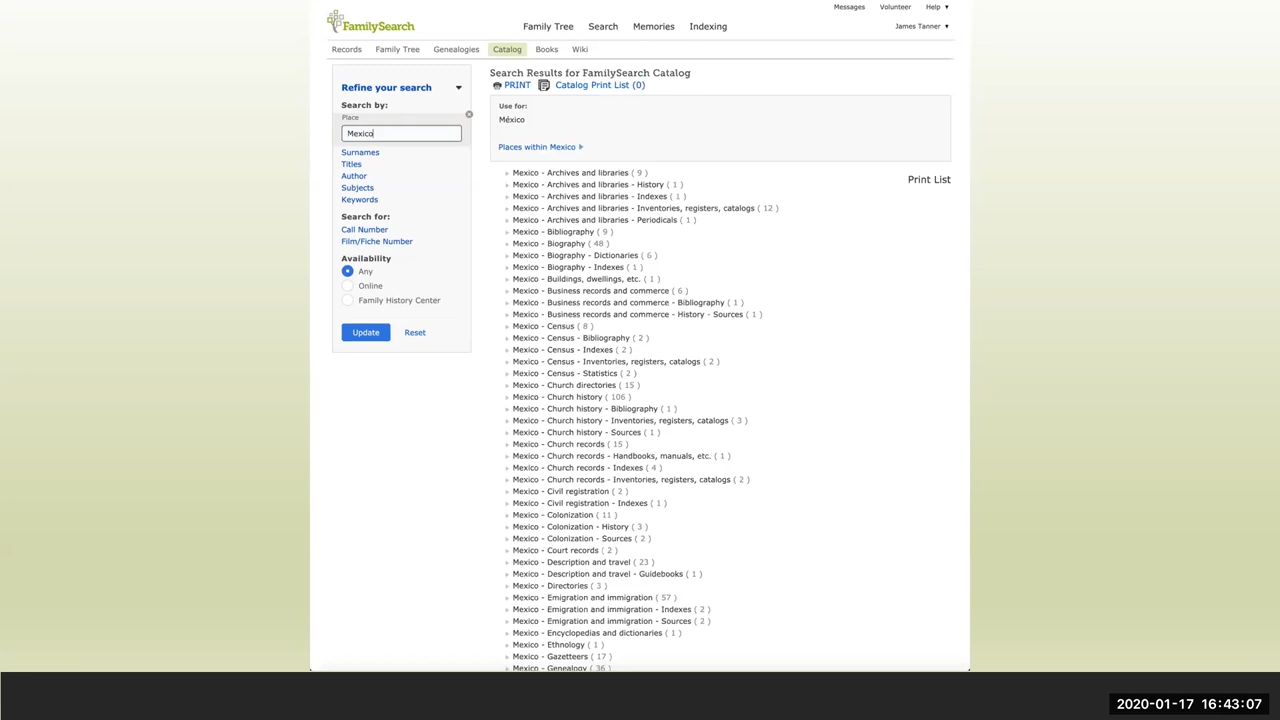 Messages Volunteer Help
FamilySearch
Family Tree Search Memories Indexing
James Tanner
Records Family Tree Genealogies Catalog Books Wiki
Refine your search
Search by:
Place
Mexico
Surnames
Titles
Author
Subjects
Keywords
Search for:
Call Number
Film/Fiche Number
Availability
Any
Online
Family History Center
Update Reset
Search Results for FamilySearch Catalog
PRINT Catalog Print List (0)
Use for:
México
Places within Mexico
Print List
Mexico - Archives and libraries ( 9 )
Mexico - Archives and libraries - History ( 1 )
Mexico - Archives and libraries - Indexes ( 1 )
Mexico - Archives and libraries - Inventories, registers, catalogs ( 12 )
Mexico - Archives and libraries - Periodicals ( 1 )
Mexico - Bibliography ( 9 )
Mexico - Biography ( 48 )
Mexico - Biography - Dictionaries ( 6 )
Mexico - Biography - Indexes ( 1 )
Mexico - Buildings, dwellings, etc. ( 1 )
Mexico - Business records and commerce ( 6 )
Mexico - Business records and commerce - Bibliography ( 1 )
Mexico - Business records and commerce - History - Sources ( 1 )
Mexico - Census ( 8 )
Mexico - Census - Bibliography ( 2 )
Mexico - Census - Indexes ( 2 )
Mexico - Census - Inventories, registers, catalogs ( 2 )
Mexico - Census - Statistics ( 2 )
Mexico - Church directories ( 15 )
Mexico - Church history ( 106 )
Mexico - Church history - Bibliography ( 1 )
Mexico - Church history - Inventories, registers, catalogs ( 3 )
Mexico - Church history - Sources ( 1 )
Mexico - Church records ( 15 )
Mexico - Church records - Handbooks, manuals, etc. ( 1 )
Mexico - Church records - Indexes ( 4 )
Mexico - Church records - Inventories, registers, catalogs ( 2 )
Mexico - Civil registration ( 2 )
Mexico - Civil registration - Indexes ( 1 )
Mexico - Colonization ( 11 )
Mexico - Colonization - History ( 3 )
Mexico - Colonization - Sources ( 2 )
Mexico - Court records ( 2 )
Mexico - Description and travel ( 23 )
Mexico - Description and travel - Guidebooks ( 1 )
Mexico - Directories ( 3 )
Mexico - Emigration and immigration ( 57 )
Mexico - Emigration and immigration - Indexes ( 2 )
Mexico - Emigration and immigration - Sources ( 2 )
Mexico - Encyclopedias and dictionaries ( 1 )
Mexico - Ethnology ( 1 )
Mexico - Gazetteers ( 17 )
Mexico - Genealogy ( 36 )
2020-01-17 16:43:07